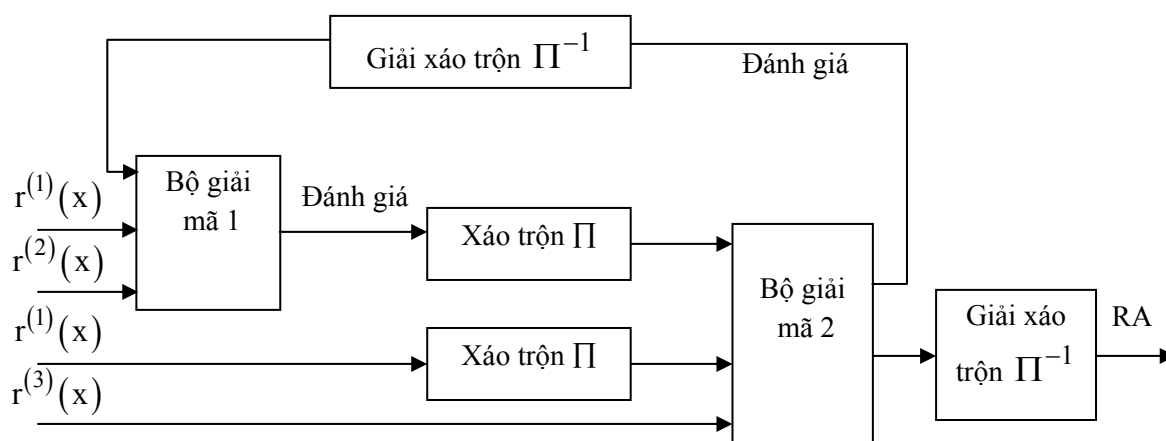 Giải xáo trộn Π⁻¹
Đánh giá
r⁽¹⁾(x)
Bộ giải
mã 1
Đánh giá
r⁽²⁾(x)
Xáo trộn Π
Bộ giải
mã 2
Giải xáo
trộn Π⁻¹
RA
r⁽¹⁾(x)
Xáo trộn Π
r⁽³⁾(x)